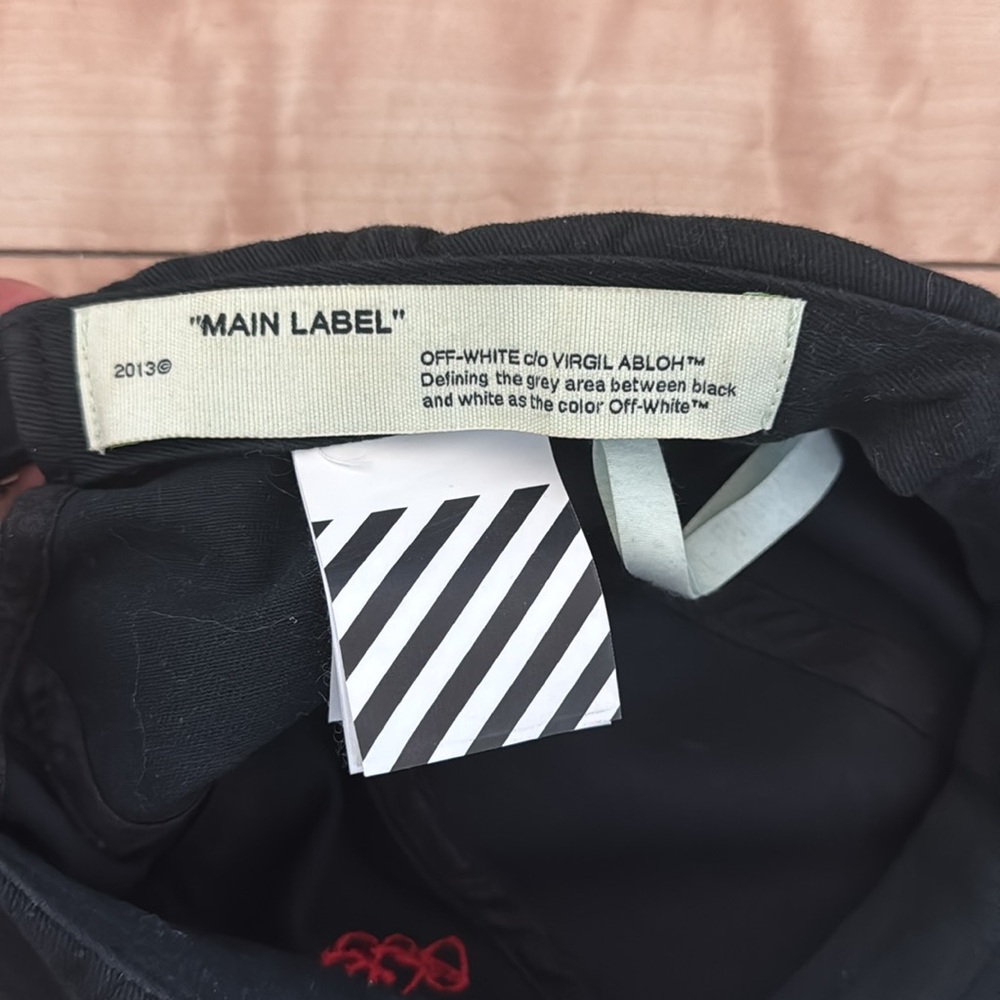 "MAIN LABEL"
2013©
OFF-WHITE c/o VIRGIL ABLOH™
Defining the grey area between black
and white as the color Off-White™